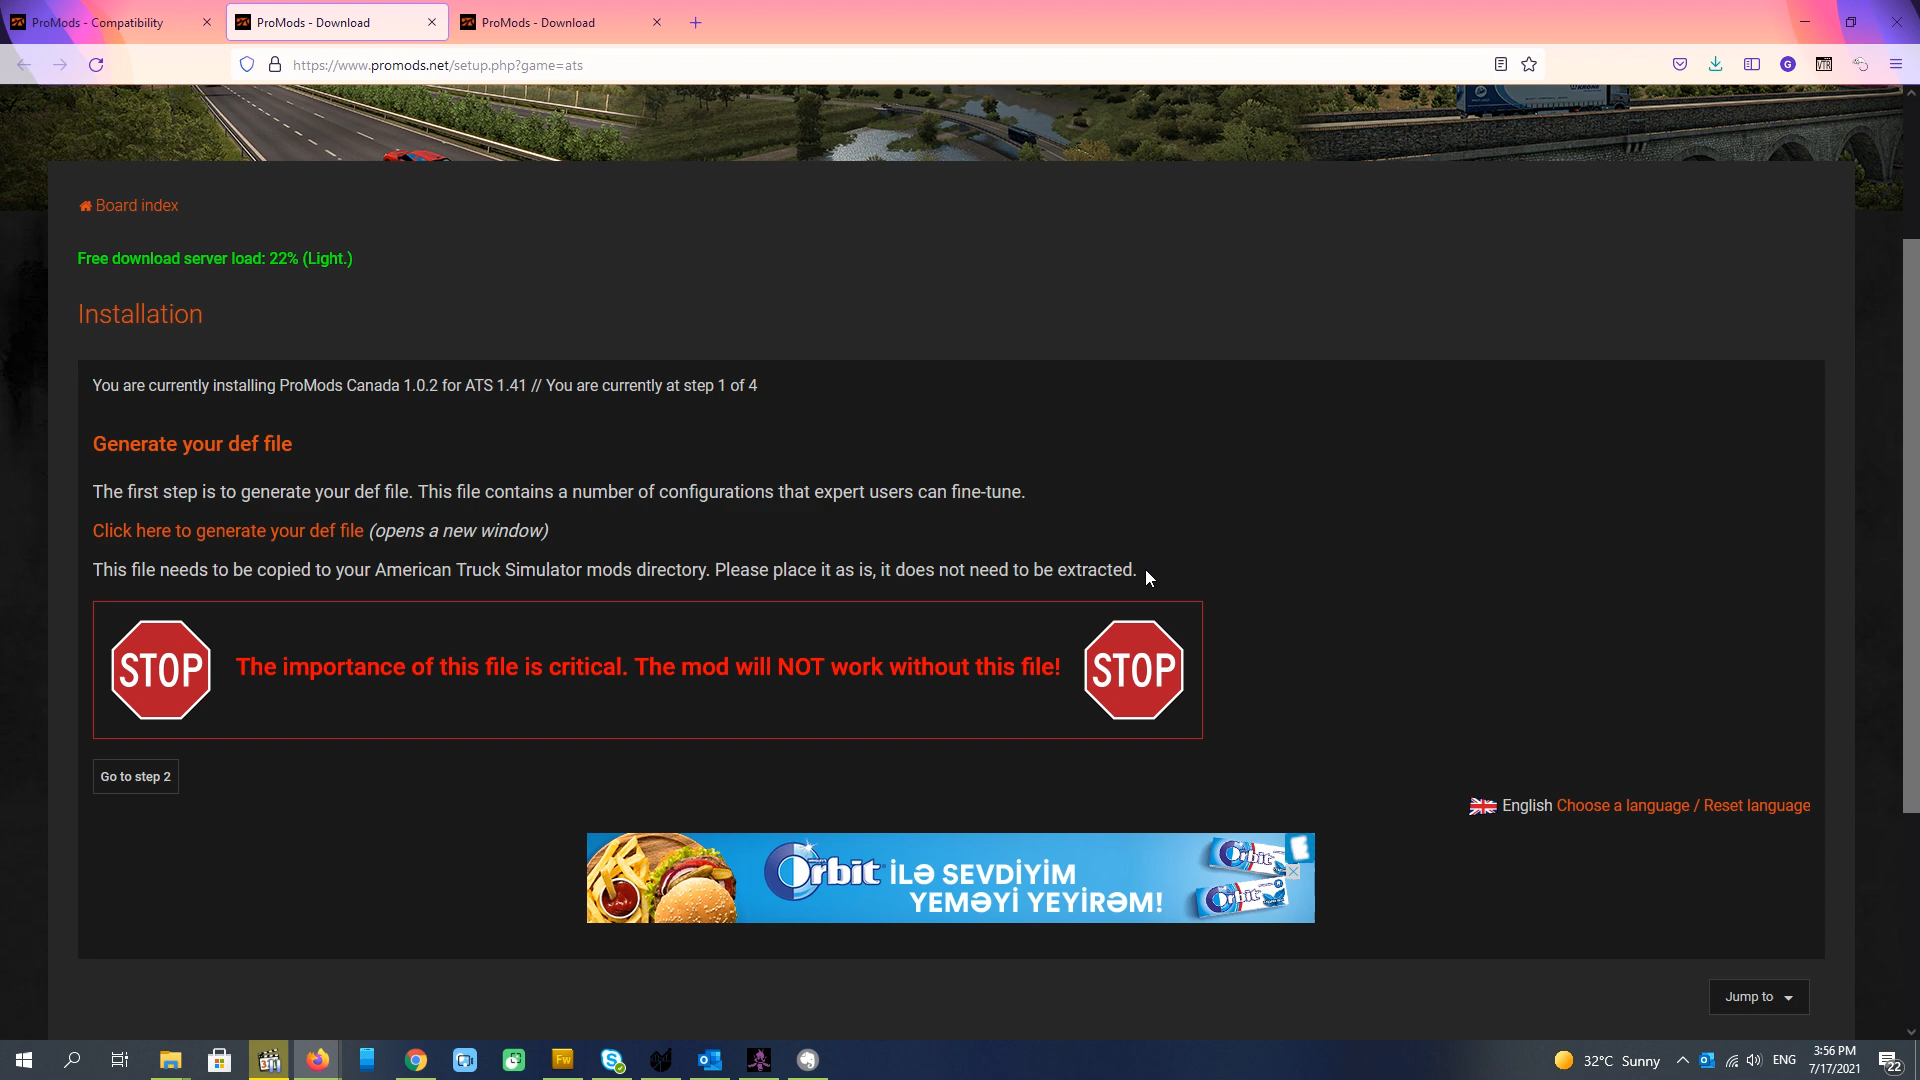 ProMods - Compatibility
ProMods - Download
ProMods - Download
https://www.promods.net/setup.php?game=ats
G
VTR
Board index
Free download server load: 22% (Light.)
Installation
You are currently installing ProMods Canada 1.0.2 for ATS 1.41 // You are currently at step 1 of 4
Generate your def file
The first step is to generate your def file. This file contains a number of configurations that expert users can fine-tune.
Click here to generate your def file (opens a new window)
This file needs to be copied to your American Truck Simulator mods directory. Please place it as is, it does not need to be extracted.
STOP
The importance of this file is critical. The mod will NOT work without this file!
STOP
Go to step 2
English Choose a language / Reset language
Orbit İLƏ SEVDİYİM
YEMƏYİ YEYİRƏM!
Orbit
Orbit
Jump to
Fw
32°C Sunny
ENG
3:56 PM
7/17/2021
22